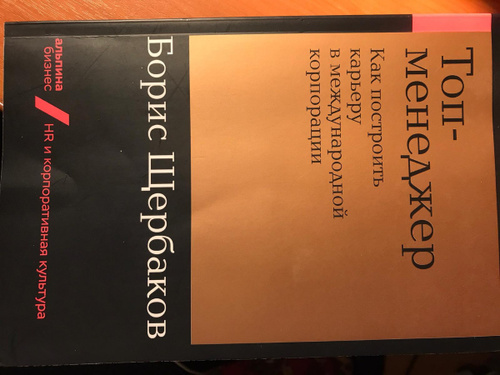 Топ-
менеджер
Как построить
карьеру
в международной
корпорации
Борис Щербаков
альпина
бизнес
HR и корпоративная культура